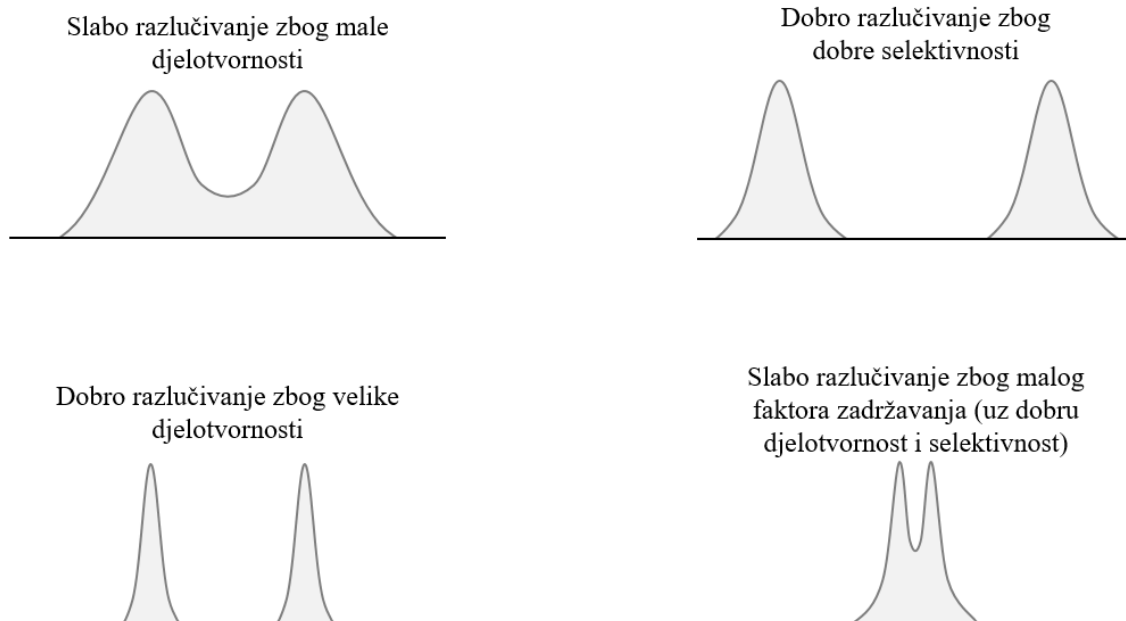 Slabo razlučivanje zbog male
djelotvornosti
Dobro razlučivanje zbog
dobre selektivnosti
Dobro razlučivanje zbog velike
djelotvornosti
Slabo razlučivanje zbog malog
faktora zadržavanja (uz dobru
djelotvornost i selektivnost)